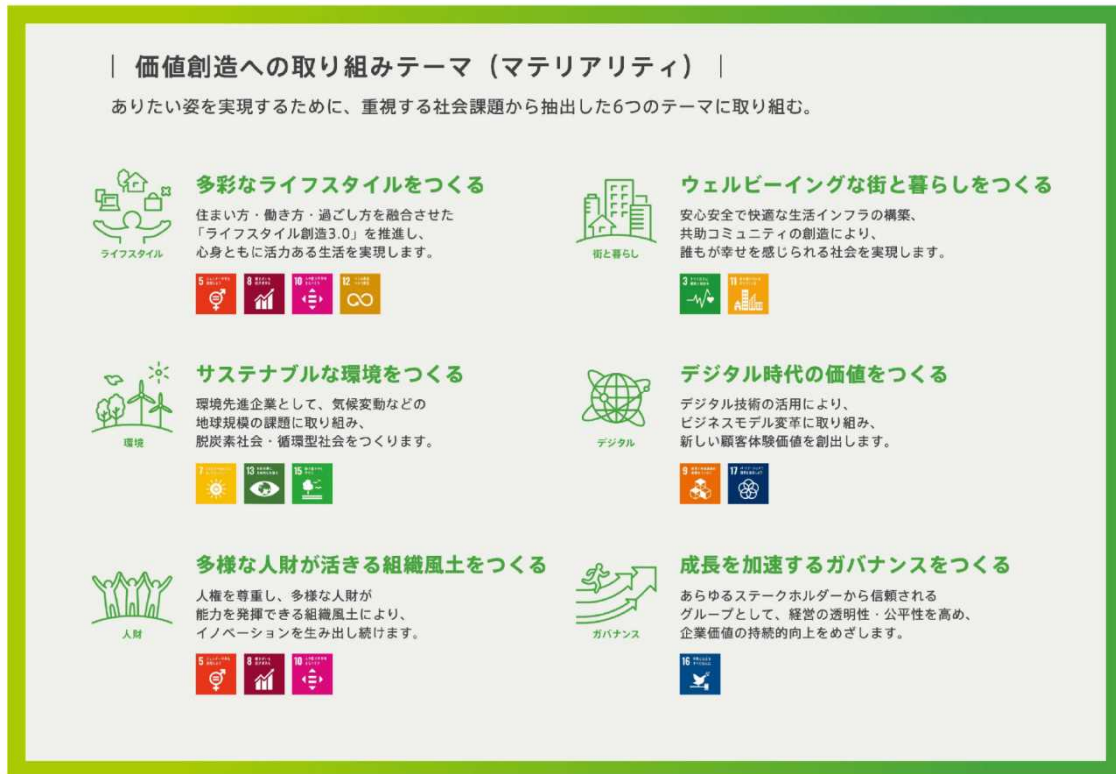 ｜ 価値創造への取り組みテーマ（マテリアリティ） ｜
ありたい姿を実現するために、重視する社会課題から抽出した6つのテーマに取り組む。
ライフスタイル
多彩なライフスタイルをつくる
住まい方・働き方・過ごし方を融合させた
「ライフスタイル創造3.0」を推進し、
心身ともに活力ある生活を実現します。
5
8
10
12
街と暮らし
ウェルビーイングな街と暮らしをつくる
安心安全で快適な生活インフラの構築、
共助コミュニティの創造により、
誰もが幸せを感じられる社会を実現します。
3
11
環境
サステナブルな環境をつくる
環境先進企業として、気候変動などの
地球規模の課題に取り組み、
脱炭素社会・循環型社会をつくります。
7
13
15
デジタル
デジタル時代の価値をつくる
デジタル技術の活用により、
ビジネスモデル変革に取り組み、
新しい顧客体験価値を創出します。
9
17
人財
多様な人財が活きる組織風土をつくる
人権を尊重し、多様な人財が
能力を発揮できる組織風土により、
イノベーションを生み出し続けます。
5
8
10
ガバナンス
成長を加速するガバナンスをつくる
あらゆるステークホルダーから信頼される
グループとして、経営の透明性・公平性を高め、
企業価値の持続的向上をめざします。
16